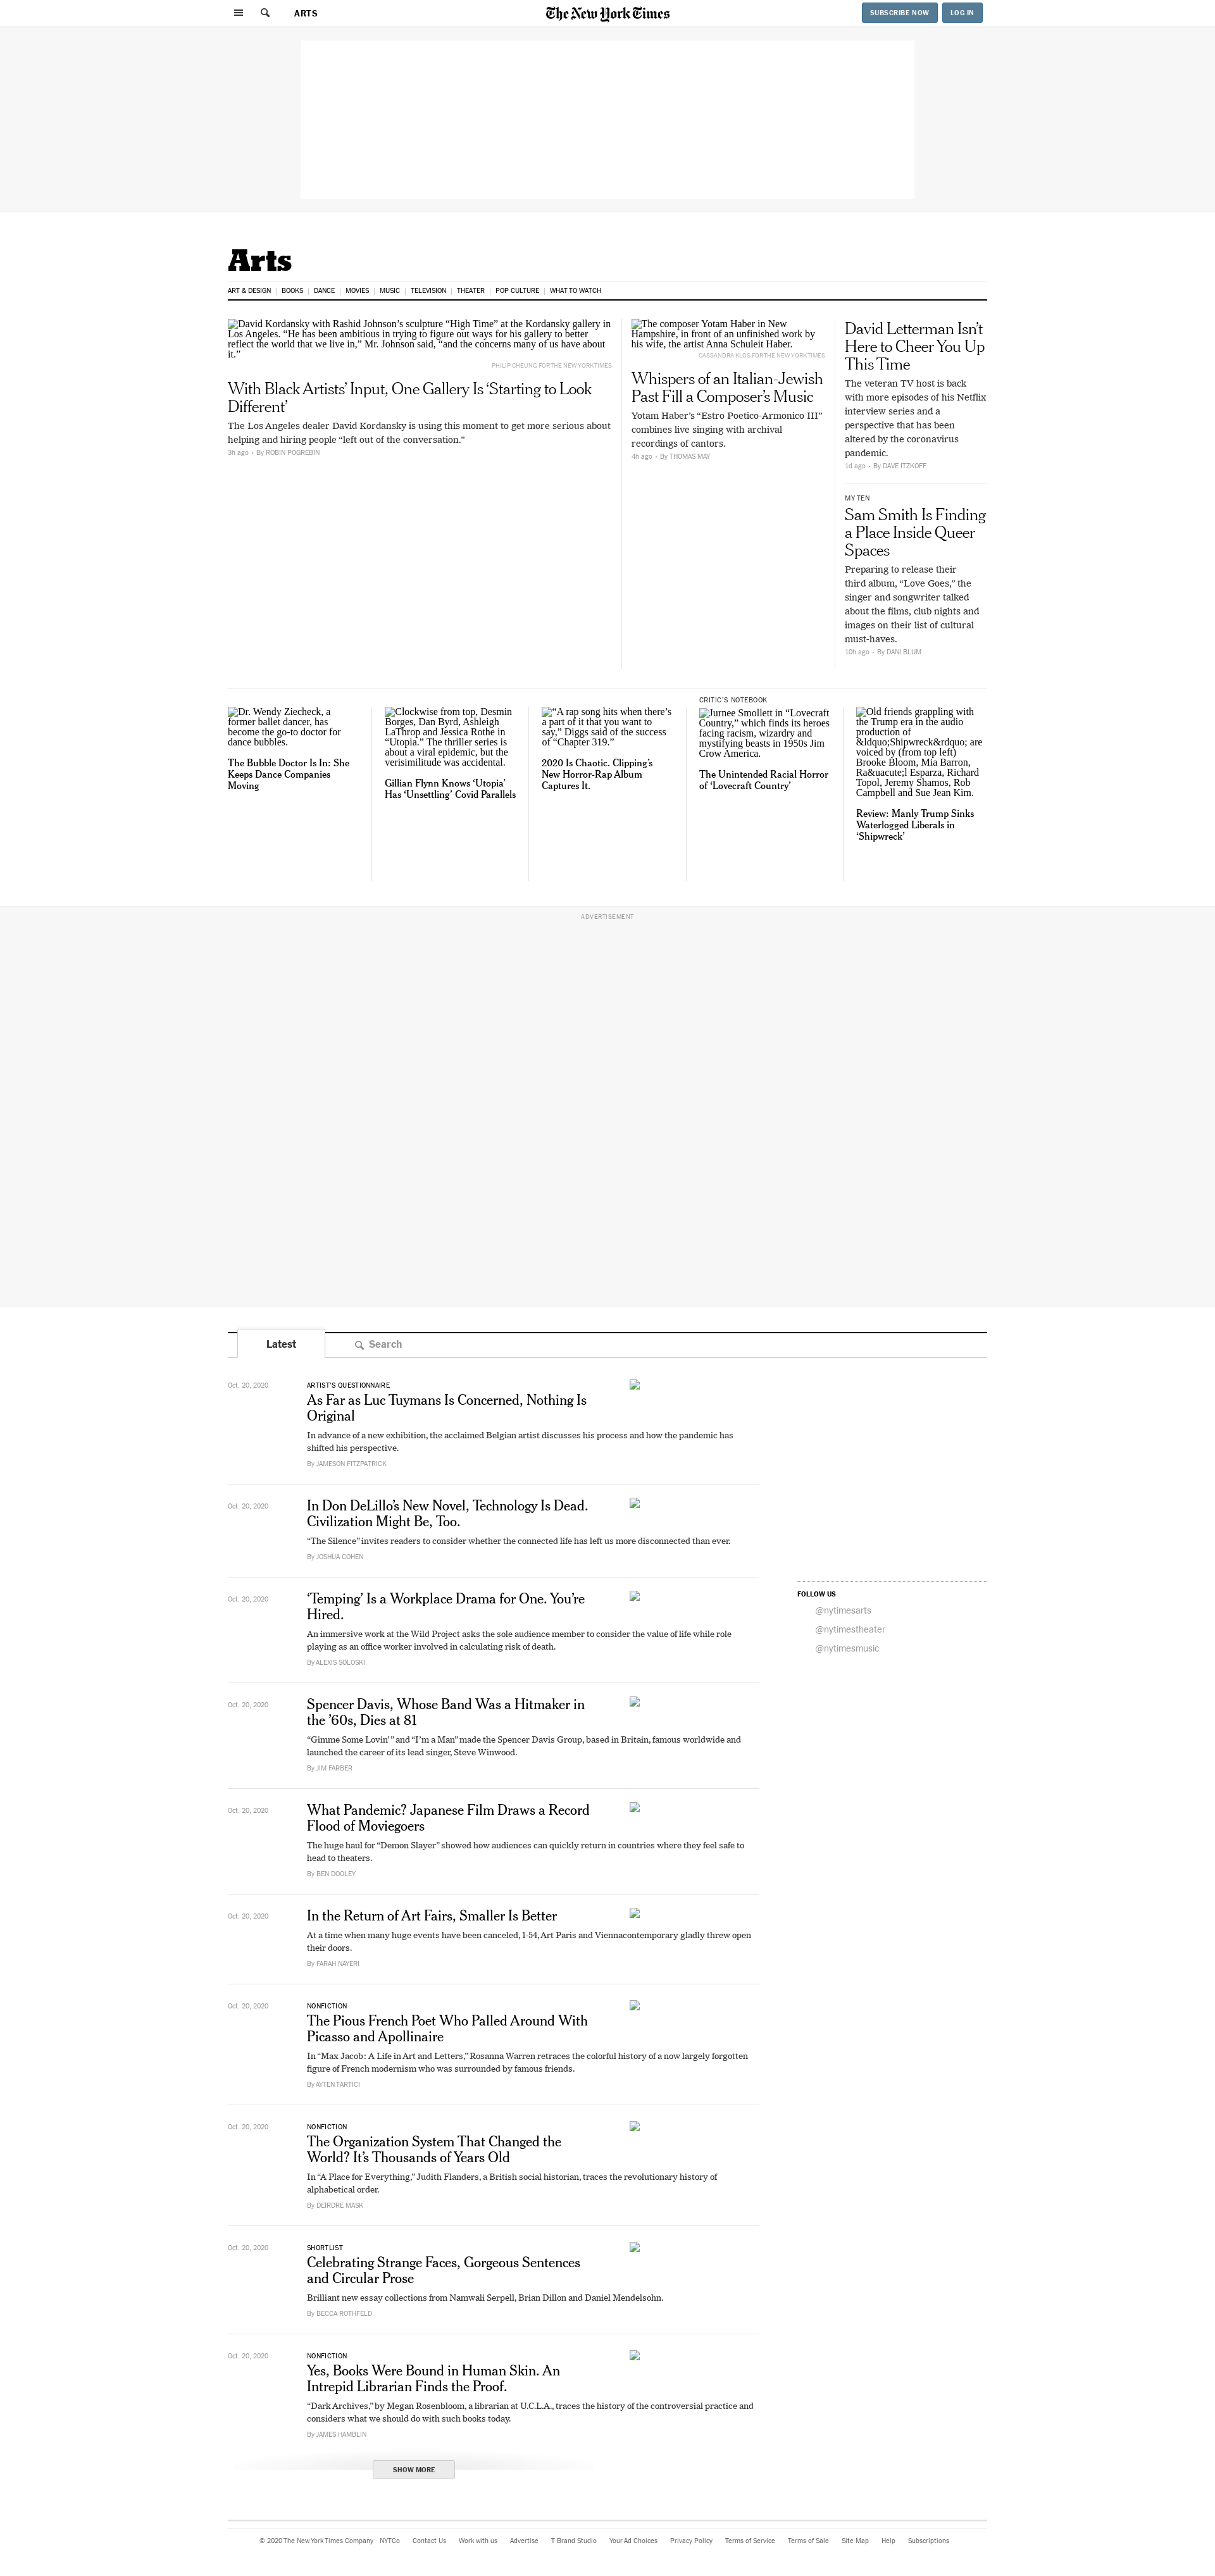 ARTS
The New York Times
SUBSCRIBE NOW
LOG IN
Arts
ART & DESIGN
BOOKS
DANCE
MOVIES
MUSIC
TELEVISION
THEATER
POP CULTURE
WHAT TO WATCH
David Kordansky with Rashid Johnson’s sculpture “High Time” at the Kordansky gallery in
Los Angeles. “He has been ambitious in trying to figure out ways for his gallery to better
reflect the world that we live in,” Mr. Johnson said, “and the concerns many of us have about
it.”
PHILIP CHEUNG FOR THE NEW YORK TIMES
With Black Artists’ Input, One Gallery Is ‘Starting to Look
Different’
The Los Angeles dealer David Kordansky is using this moment to get more serious about
helping and hiring people “left out of the conversation.”
3h ago - By ROBIN POGREBIN
The composer Yotam Haber in New
Hampshire, in front of an unfinished work by
his wife, the artist Anna Schuleit Haber.
CASSANDRA KLOS FOR THE NEW YORK TIMES
Whispers of an Italian-Jewish
Past Fill a Composer’s Music
Yotam Haber’s “Estro Poetico-Armonico III”
combines live singing with archival
recordings of cantors.
4h ago - By THOMAS MAY
David Letterman Isn’t
Here to Cheer You Up
This Time
The veteran TV host is back
with more episodes of his Netflix
interview series and a
perspective that has been
altered by the coronavirus
pandemic.
1d ago - By DAVE ITZKOFF
MY TEN
Sam Smith Is Finding
a Place Inside Queer
Spaces
Preparing to release their
third album, “Love Goes,” the
singer and songwriter talked
about the films, club nights and
images on their list of cultural
must-haves.
10h ago - By DANI BLUM
Dr. Wendy Ziecheck, a
former ballet dancer, has
become the go-to doctor for
dance bubbles.
The Bubble Doctor Is In: She
Keeps Dance Companies
Moving
Clockwise from top, Desmin
Borges, Dan Byrd, Ashleigh
LaThrop and Jessica Rothe in
“Utopia.” The thriller series is
about a viral epidemic, but the
verisimilitude was accidental.
Gillian Flynn Knows ‘Utopia’
Has ‘Unsettling’ Covid Parallels
“A rap song hits when there’s
a part of it that you want to
say,” Diggs said of the success
of “Chapter 319.”
2020 Is Chaotic. Clipping’s
New Horror-Rap Album
Captures It.
CRITIC’S NOTEBOOK
Jurnee Smollett in “Lovecraft
Country,” which finds its heroes
facing racism, wizardry and
mystifying beasts in 1950s Jim
Crow America.
The Unintended Racial Horror
of ‘Lovecraft Country’
Old friends grappling with
the Trump era in the audio
production of
&ldquo;Shipwreck&rdquo; are
voiced by (from top left)
Brooke Bloom, Mia Barron,
Ra&uacute;l Esparza, Richard
Topol, Jeremy Shamos, Rob
Campbell and Sue Jean Kim.
Review: Manly Trump Sinks
Waterlogged Liberals in
‘Shipwreck’
ADVERTISEMENT
Latest
Search
Oct. 20, 2020
ARTIST’S QUESTIONNAIRE
As Far as Luc Tuymans Is Concerned, Nothing Is
Original
In advance of a new exhibition, the acclaimed Belgian artist discusses his process and how the pandemic has
shifted his perspective.
By JAMESON FITZPATRICK
Oct. 20, 2020
In Don DeLillo’s New Novel, Technology Is Dead.
Civilization Might Be, Too.
“The Silence” invites readers to consider whether the connected life has left us more disconnected than ever.
By JOSHUA COHEN
Oct. 20, 2020
‘Temping’ Is a Workplace Drama for One. You’re
Hired.
An immersive work at the Wild Project asks the sole audience member to consider the value of life while role
playing as an office worker involved in calculating risk of death.
By ALEXIS SOLOSKI
FOLLOW US
@nytimesarts
@nytimestheater
@nytimesmusic
Oct. 20, 2020
Spencer Davis, Whose Band Was a Hitmaker in
the ’60s, Dies at 81
“Gimme Some Lovin’ ” and “I’m a Man” made the Spencer Davis Group, based in Britain, famous worldwide and
launched the career of its lead singer, Steve Winwood.
By JIM FARBER
Oct. 20, 2020
What Pandemic? Japanese Film Draws a Record
Flood of Moviegoers
The huge haul for “Demon Slayer” showed how audiences can quickly return in countries where they feel safe to
head to theaters.
By BEN DOOLEY
Oct. 20, 2020
In the Return of Art Fairs, Smaller Is Better
At a time when many huge events have been canceled, 1-54, Art Paris and Viennacontemporary gladly threw open
their doors.
By FARAH NAYERI
Oct. 20, 2020
NONFICTION
The Pious French Poet Who Palled Around With
Picasso and Apollinaire
In “Max Jacob: A Life in Art and Letters,” Rosanna Warren retraces the colorful history of a now largely forgotten
figure of French modernism who was surrounded by famous friends.
By AYTEN TARTICI
Oct. 20, 2020
NONFICTION
The Organization System That Changed the
World? It’s Thousands of Years Old
In “A Place for Everything,” Judith Flanders, a British social historian, traces the revolutionary history of
alphabetical order.
By DEIRDRE MASK
Oct. 20, 2020
SHORTLIST
Celebrating Strange Faces, Gorgeous Sentences
and Circular Prose
Brilliant new essay collections from Namwali Serpell, Brian Dillon and Daniel Mendelsohn.
By BECCA ROTHFELD
Oct. 20, 2020
NONFICTION
Yes, Books Were Bound in Human Skin. An
Intrepid Librarian Finds the Proof.
“Dark Archives,” by Megan Rosenbloom, a librarian at U.C.L.A., traces the history of the controversial practice and
considers what we should do with such books today.
By JAMES HAMBLIN
SHOW MORE
© 2020 The New York Times Company NYTCo Contact Us Work with us Advertise T Brand Studio Your Ad Choices Privacy Policy Terms of Service Terms of Sale Site Map Help Subscriptions